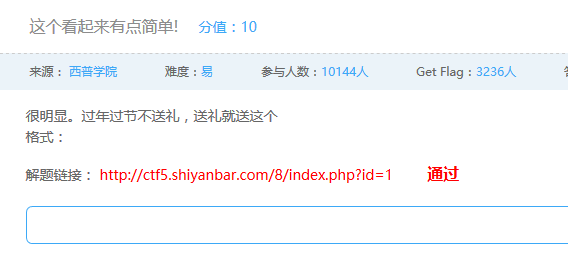 这个看起来有点简单! 分值：10
来源： 西普学院 难度：易 参与人数：10144人 Get Flag：3236人
很明显。过年过节不送礼，送礼就送这个
格式：
解题链接： http://ctf5.shiyanbar.com/8/index.php?id=1 通过